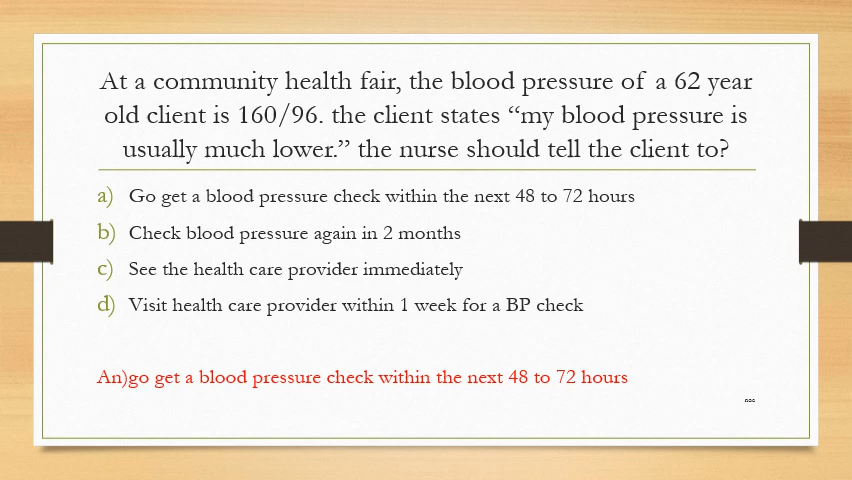 At a community health fair, the blood pressure of a 62 year
old client is 160/96. the client states “my blood pressure is
usually much lower.” the nurse should tell the client to?
a) Go get a blood pressure check within the next 48 to 72 hours
b) Check blood pressure again in 2 months
c) See the health care provider immediately
d) Visit health care provider within 1 week for a BP check
An)go get a blood pressure check within the next 48 to 72 hours